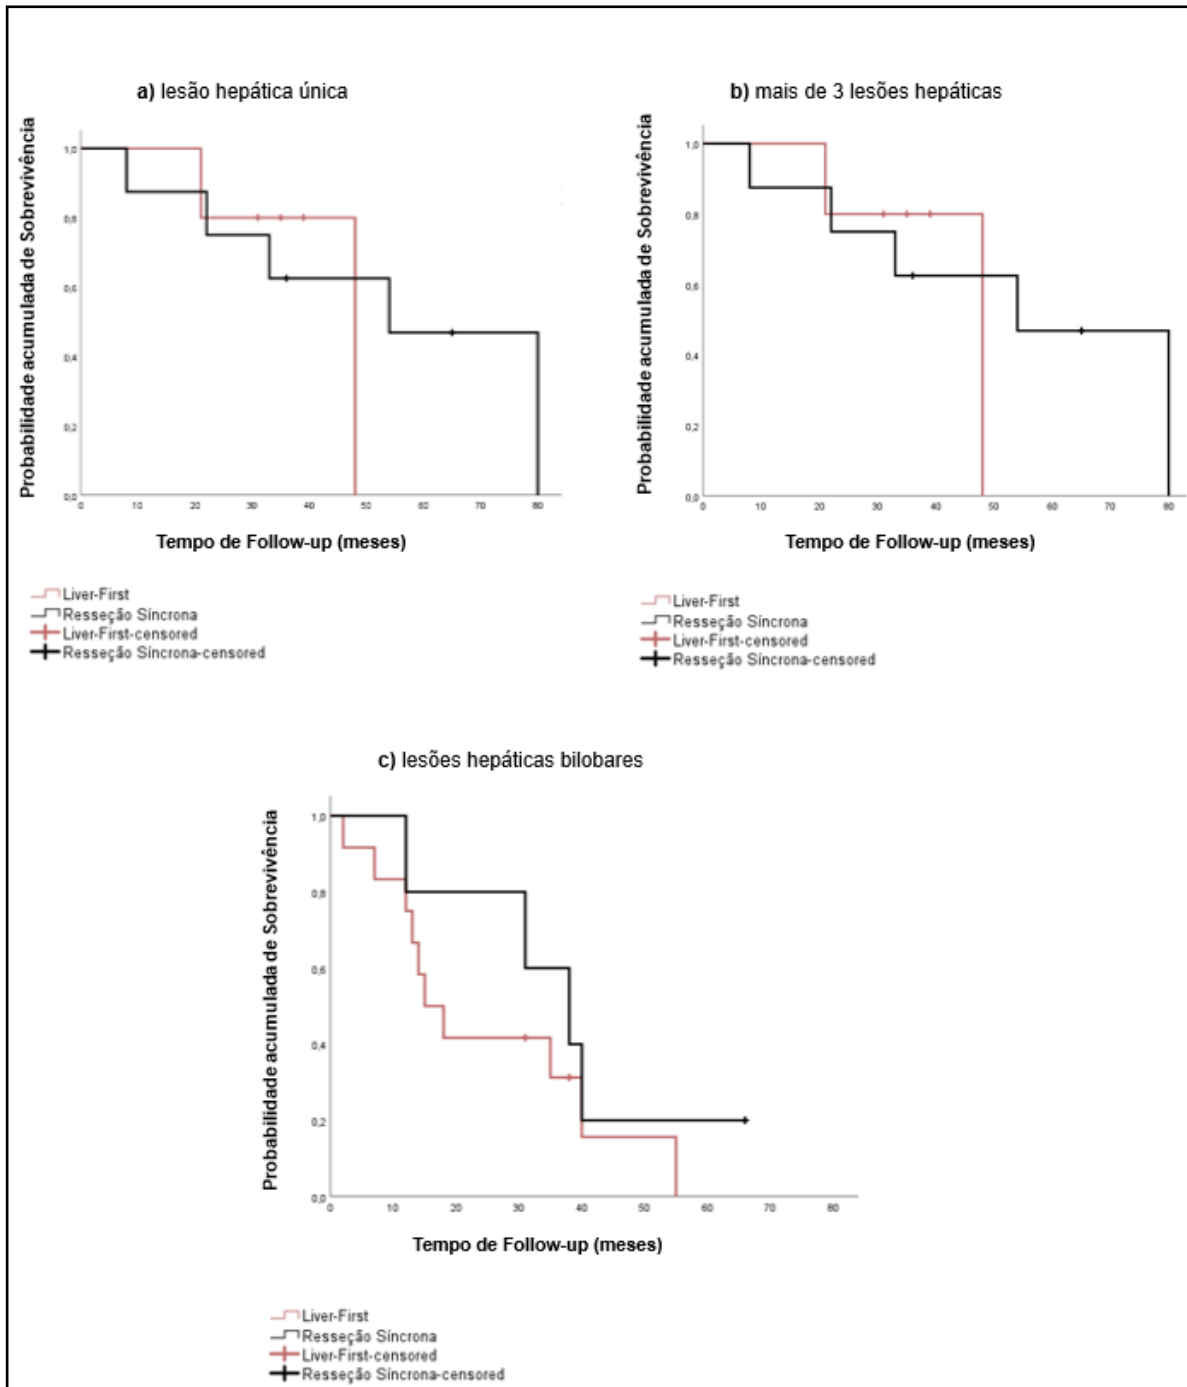 a) lesão hepática única
Probabilidade acumulada de Sobrevivência
1,0
0,8
0,6
0,4
0,2
0,0
0 10 20 30 40 50 60 70 80
Tempo de Follow-up (meses)
Liver-First
Resseção Síncrona
Liver-First-censored
Resseção Síncrona-censored
b) mais de 3 lesões hepáticas
Probabilidade acumulada de Sobrevivência
1,0
0,8
0,6
0,4
0,2
0,0
0 10 20 30 40 50 60 70 80
Tempo de Follow-up (meses)
Liver-First
Resseção Síncrona
Liver-First-censored
Resseção Síncrona-censored
c) lesões hepáticas bilobares
Probabilidade acumulada de Sobrevivência
1,0
0,8
0,6
0,4
0,2
0,0
0 10 20 30 40 50 60 70 80
Tempo de Follow-up (meses)
Liver-First
Resseção Síncrona
Liver-First-censored
Resseção Síncrona-censored